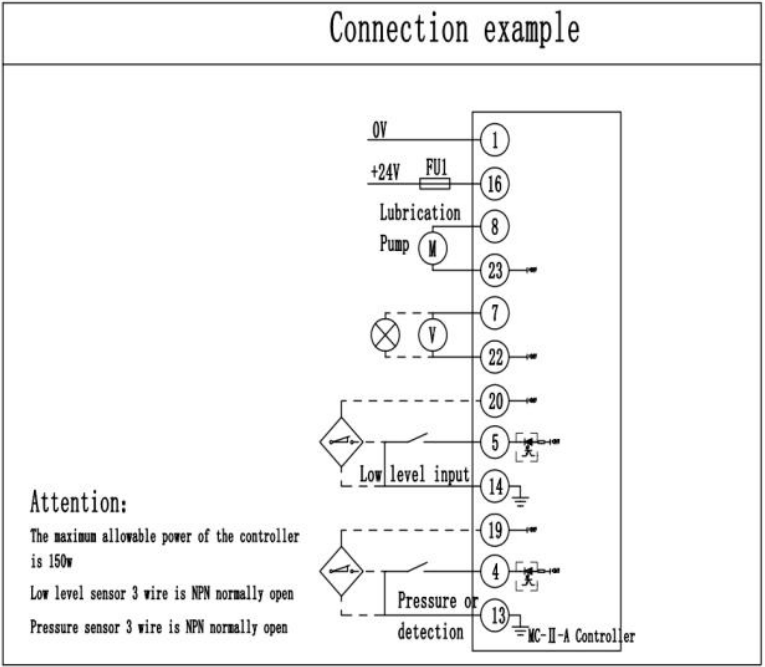 Connection example
0V
1
+24V
FU1
16
Lubrication
8
Pump
M
23
7
V
22
20
5
Low level input
14
Attention:
19
The maximum allowable power of the controller
is 150w
4
Low level sensor 3 wire is NPN normally open
Pressure or
13
Pressure sensor 3 wire is NPN normally open
detection
MC-Ⅱ-A Controller